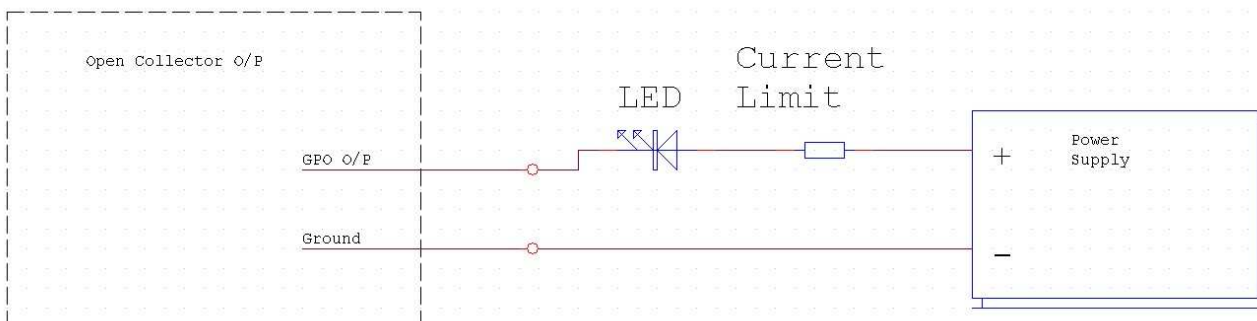 Open Collector O/P
Current
LED Limit
Power
Supply
GPO O/P
+
Ground
-